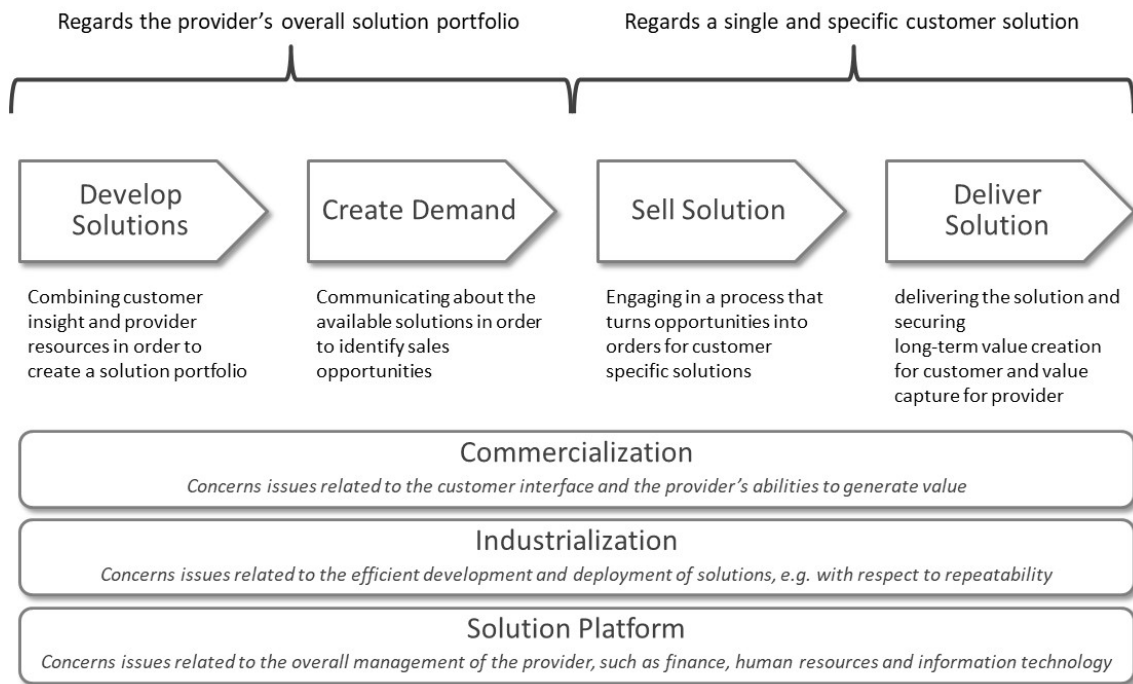 Regards the provider’s overall solution portfolio
Regards a single and specific customer solution
Develop
Solutions
Create Demand
Sell Solution
Deliver
Solution
Combining customer
insight and provider
resources in order to
create a solution portfolio
Communicating about the
available solutions in order
to identify sales
opportunities
Engaging in a process that
turns opportunities into
orders for customer
specific solutions
delivering the solution and
securing
long-term value creation
for customer and value
capture for provider
Commercialization
Concerns issues related to the customer interface and the provider’s abilities to generate value
Industrialization
Concerns issues related to the efficient development and deployment of solutions, e.g. with respect to repeatability
Solution Platform
Concerns issues related to the overall management of the provider, such as finance, human resources and information technology